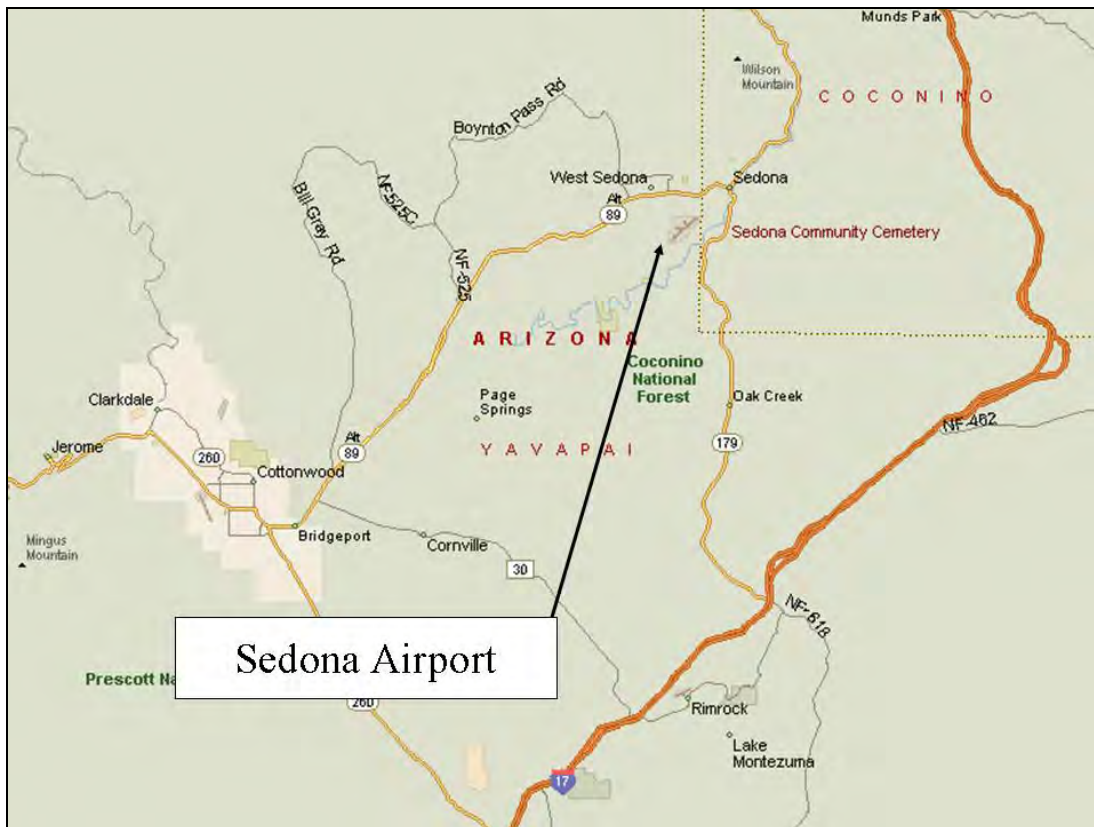 Munds Park
Wilson
Mountain
COCONINO
Boynton Pass Rd
West Sedona
Sedona
Alt
89
NF-525C
Bill Gray Rd
Sedona Community Cemetery
NF-525
ARIZONA
Coconino
National
Forest
Page
Springs
Oak Creek
Clarkdale
NF-462
Jerome
260
Alt
89
YAVAPAI
179
Cottonwood
Bridgeport
Cornville
Mingus
Mountain
30
NF-618
Sedona Airport
Prescott Na
260
Rimrock
Lake
Montezuma
17